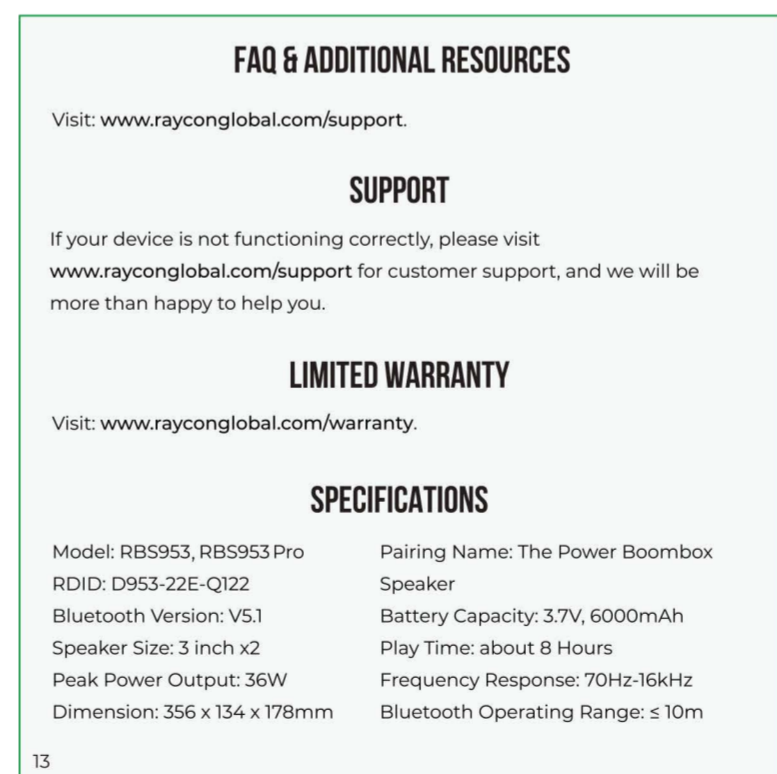 FAQ & ADDITIONAL RESOURCES
Visit: www.rayconglobal.com/support.
SUPPORT
If your device is not functioning correctly, please visit
www.rayconglobal.com/support for customer support, and we will be
more than happy to help you.
LIMITED WARRANTY
Visit: www.rayconglobal.com/warranty.
SPECIFICATIONS
Model: RBS953, RBS953 Pro
RDID: D953-22E-Q122
Bluetooth Version: V5.1
Speaker Size: 3 inch x2
Peak Power Output: 36W
Dimension: 356 x 134 x 178mm
Pairing Name: The Power Boombox
Speaker
Battery Capacity: 3.7V, 6000mAh
Play Time: about 8 Hours
Frequency Response: 70Hz-16kHz
Bluetooth Operating Range: ≤ 10m
13